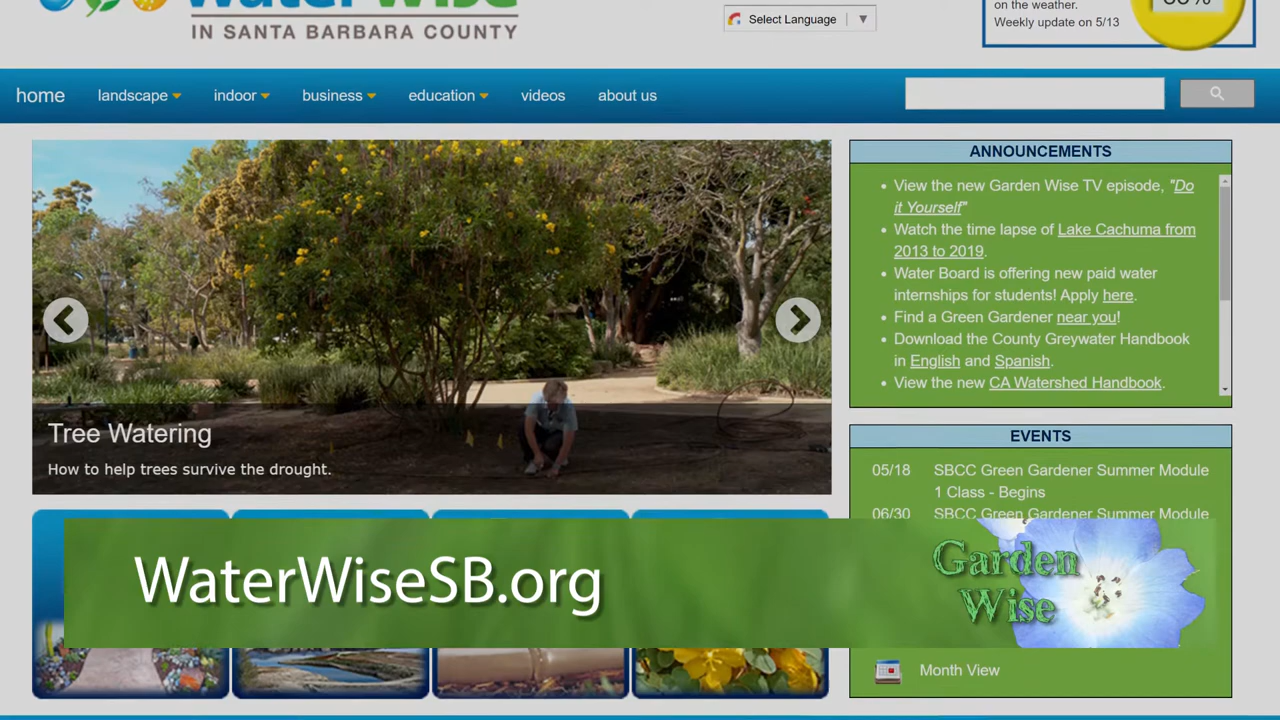 WaterWise
IN SANTA BARBARA COUNTY
Select Language
on the weather.
Weekly update on 5/13
home landscape indoor business education videos about us
ANNOUNCEMENTS
View the new Garden Wise TV episode, "Do
it Yourself"
Watch the time lapse of Lake Cachuma from
2013 to 2019.
Water Board is offering new paid water
internships for students! Apply here.
Find a Green Gardener near you!
Download the County Greywater Handbook
in English and Spanish.
View the new CA Watershed Handbook.
Tree Watering
How to help trees survive the drought.
EVENTS
05/18 SBCC Green Gardener Summer Module
1 Class - Begins
06/30 SBCC Green Gardener Summer Module
WaterWiseSB.org
Garden
Wise
Month View